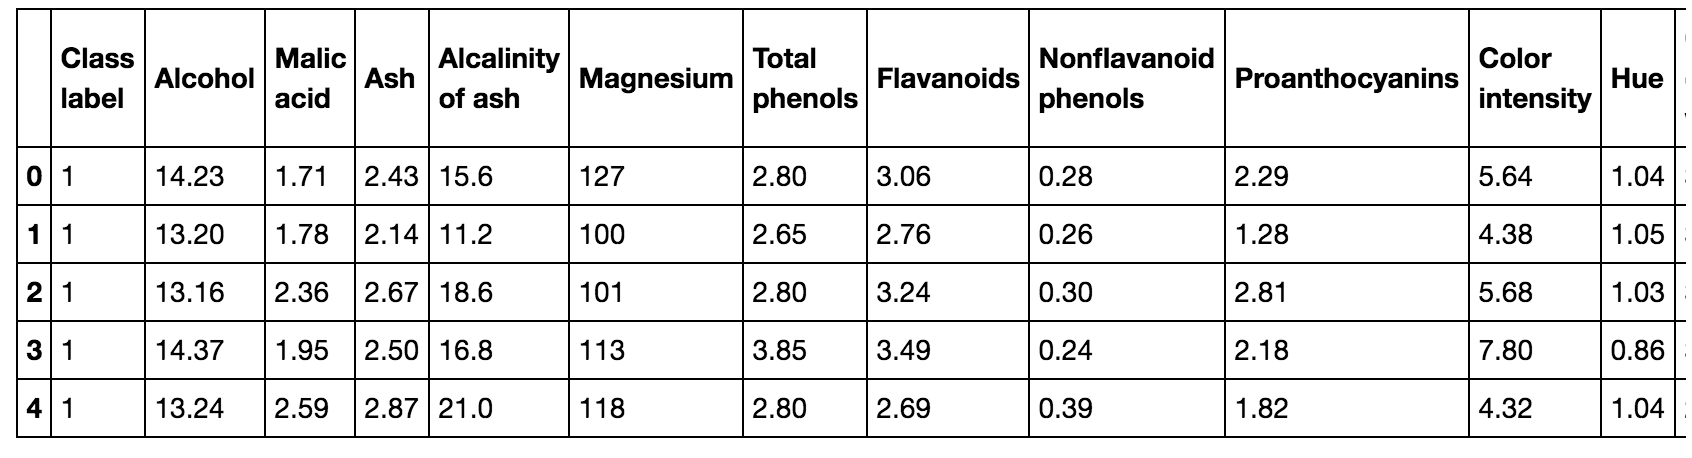 Class label Alcohol Malic acid Ash Alcalinity of ash Magnesium Total phenols Flavanoids Nonflavanoid phenols Proanthocyanins Color intensity Hue
0 1 14.23 1.71 2.43 15.6 127 2.80 3.06 0.28 2.29 5.64 1.04
1 1 13.20 1.78 2.14 11.2 100 2.65 2.76 0.26 1.28 4.38 1.05
2 1 13.16 2.36 2.67 18.6 101 2.80 3.24 0.30 2.81 5.68 1.03
3 1 14.37 1.95 2.50 16.8 113 3.85 3.49 0.24 2.18 7.80 0.86
4 1 13.24 2.59 2.87 21.0 118 2.80 2.69 0.39 1.82 4.32 1.04